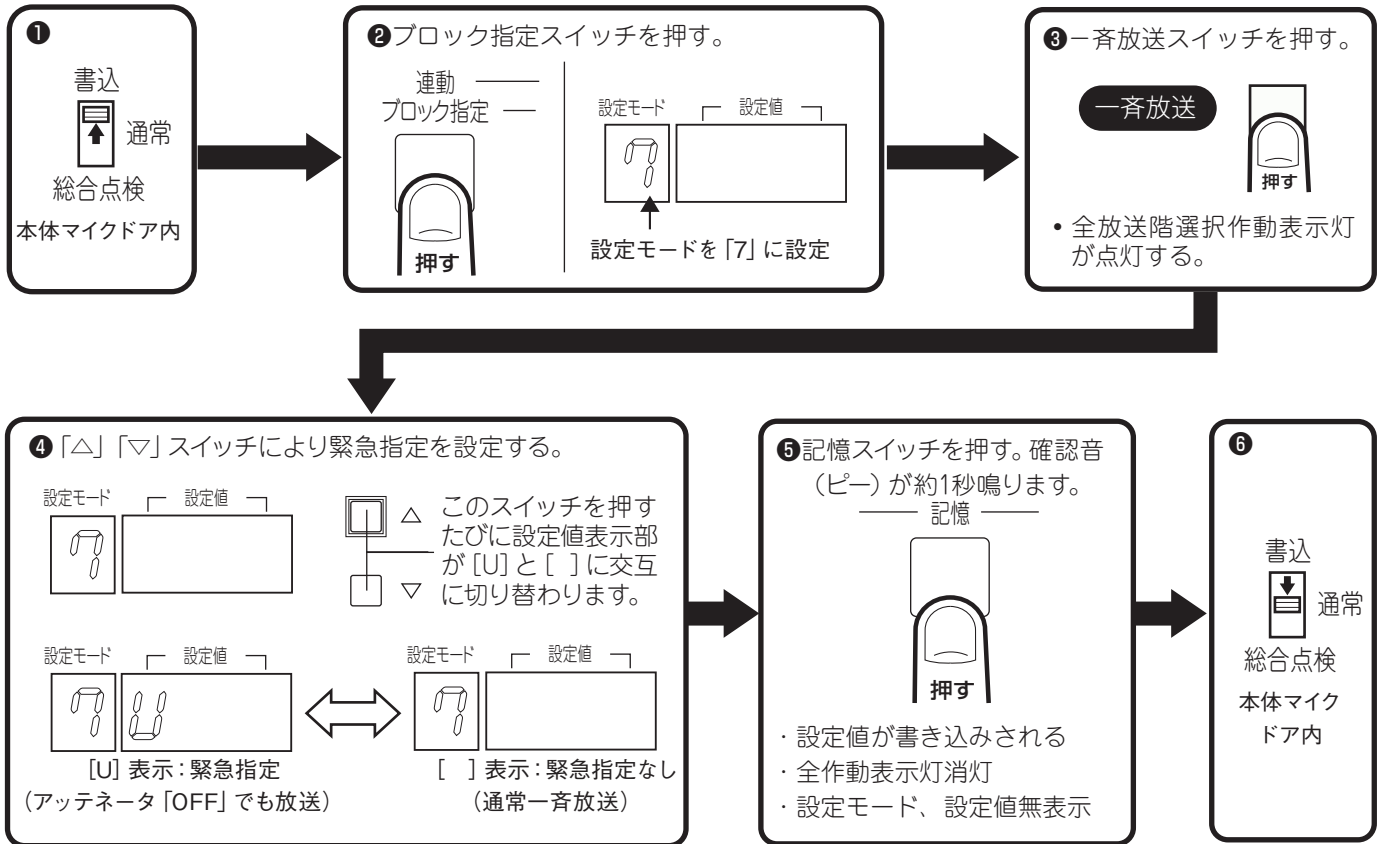 ❶
書込
通常
総合点検
本体マイクドア内
❷ブロック指定スイッチを押す。
連動
ブロック指定
押す
設定モード
設定値
7
設定モードを「7」に設定
❸一斉放送スイッチを押す。
一斉放送
押す
•全放送階選択作動表示灯
が点灯する。
❹「△」「▽」スイッチにより緊急指定を設定する。
設定モード
設定値
7
△
▽
このスイッチを押す
たびに設定値表示部
が[U]と[ ]に交互
に切り替わります。
設定モード
設定値
7 U
[U]表示:緊急指定
(アッテネータ「OFF」でも放送)
設定モード
設定値
7
[ ]表示:緊急指定なし
(通常一斉放送)
❺記憶スイッチを押す。確認音
(ピー)が約1秒鳴ります。
記憶
押す
・設定値が書き込みされる
・全作動表示灯消灯
・設定モード、設定値無表示
❻
書込
通常
総合点検
本体マイク
ドア内